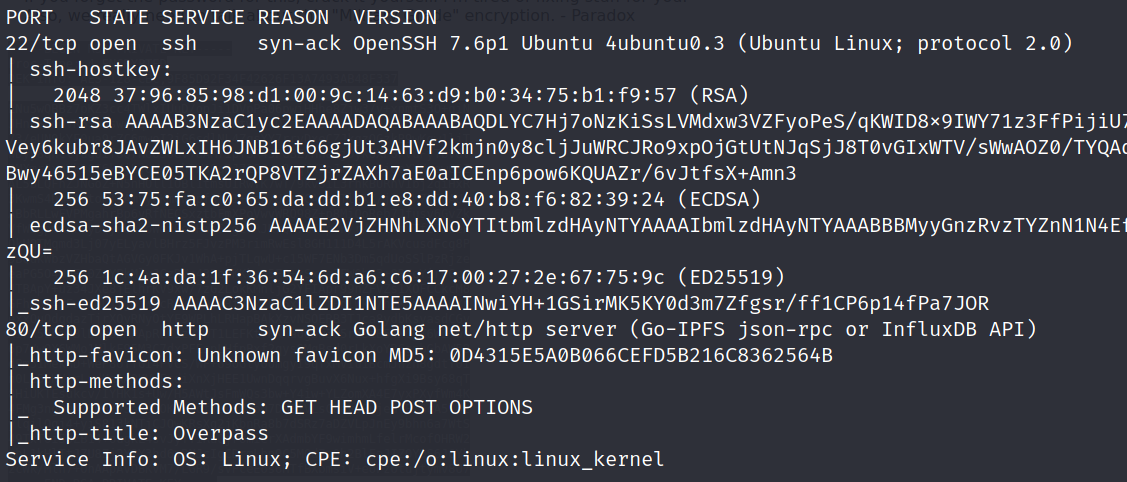 PORT   STATE SERVICE REASON  VERSION
22/tcp open  ssh     syn-ack OpenSSH 7.6p1 Ubuntu 4ubuntu0.3 (Ubuntu Linux; protocol 2.0)
| ssh-hostkey:
|   2048 37:96:85:98:d1:00:9c:14:63:d9:b0:34:75:b1:f9:57 (RSA)
| ssh-rsa AAAAB3NzaC1yc2EAAAADAQABAAABAQDLYC7Hj7oNzKiSsLVMdxw3VZFyoPeS/qKWID8x9IWY71z3FfPijiU7
Vey6kubr8JAvZWLxIH6JNB16t66gjUt3AHVf2kmjn0y8cljJuWRCJRo9xpOjGtUtNJqSjJ8T0vGIxWTV/sWwAOZ0/TYQAd
Bwy46515eBYCE05TKA2rQP8VTZjrZAXh7aE0aICEnp6pow6KQUAZr/6vJtfsX+Amn3
|   256 53:75:fa:c0:65:da:dd:b1:e8:dd:40:b8:f6:82:39:24 (ECDSA)
| ecdsa-sha2-nistp256 AAAAE2VjZHNhLXNoYTItbmlzdHAyNTYAAAAIbmlzdHAyNTYAAABBBMyyGnzRvzTYZnN1N4Ef
zQU=
|   256 1c:4a:da:1f:36:54:6d:a6:c6:17:00:27:2e:67:75:9c (ED25519)
|_ssh-ed25519 AAAAC3NzaC1lZDI1NTE5AAAAINwiYH+1GSirMK5KY0d3m7Zfgsr/ff1CP6p14fPa7JOR
80/tcp open  http    syn-ack Golang net/http server (Go-IPFS json-rpc or InfluxDB API)
|_http-favicon: Unknown favicon MD5: 0D4315E5A0B066CEFD5B216C8362564B
| http-methods:
|_  Supported Methods: GET HEAD POST OPTIONS
|_http-title: Overpass
Service Info: OS: Linux; CPE: cpe:/o:linux:linux_kernel